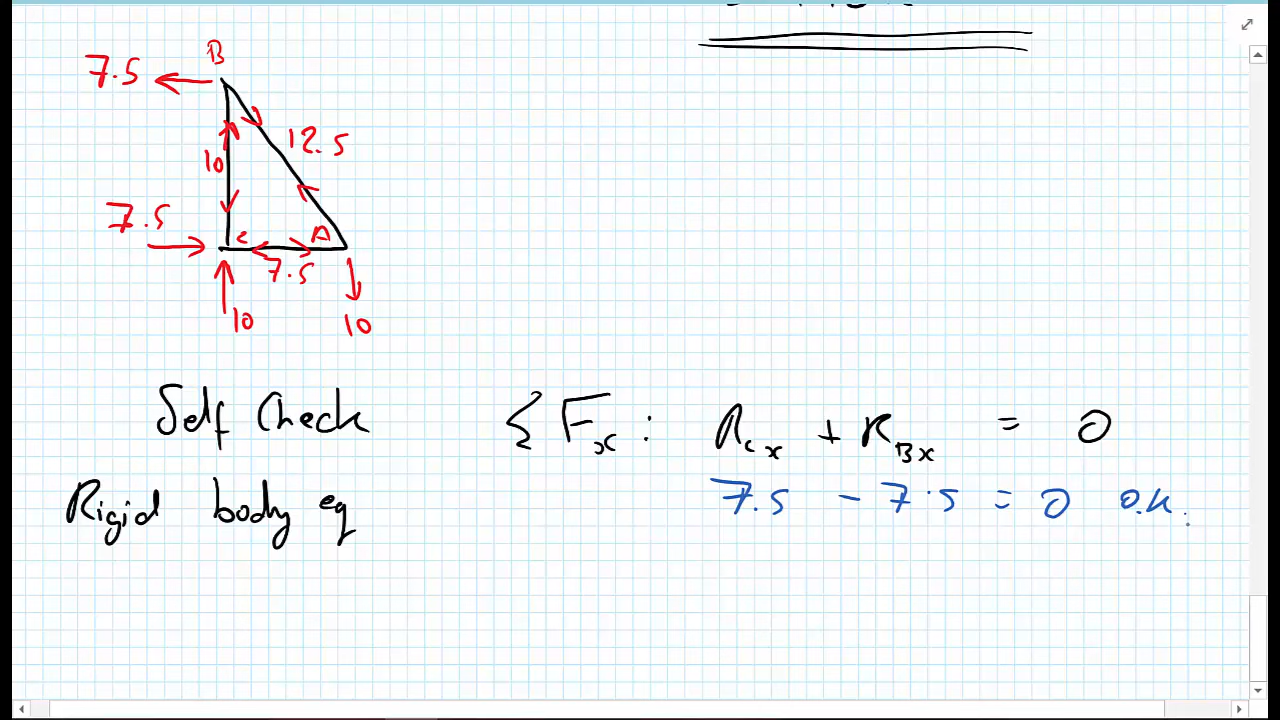 B
7.5
12.5
10
7.5
C A
7.5
10
10
Self Check
Rigid body eq
ΣFx : Rcx + RBx = 0
7.5 - 7.5 = 0 o.k.